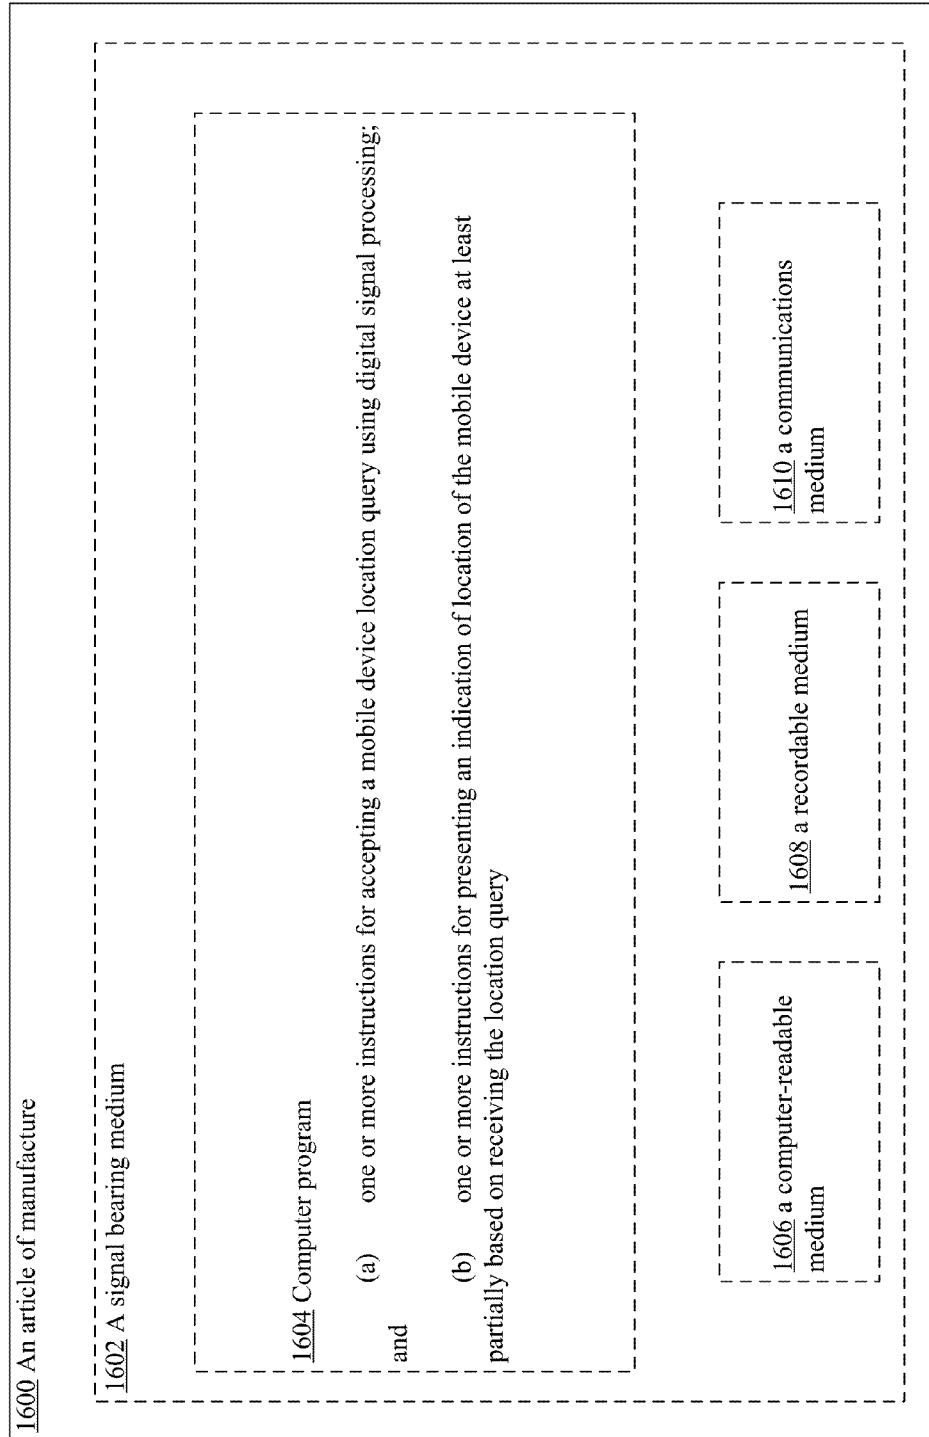 1600 An article of manufacture
1602 A signal bearing medium
1604 Computer program
(a) one or more instructions for accepting a mobile device location query using digital signal processing;
and
(b) one or more instructions for presenting an indication of location of the mobile device at least
partially based on receiving the location query
1606 a computer-readable
medium
1608 a recordable medium
1610 a communications
medium